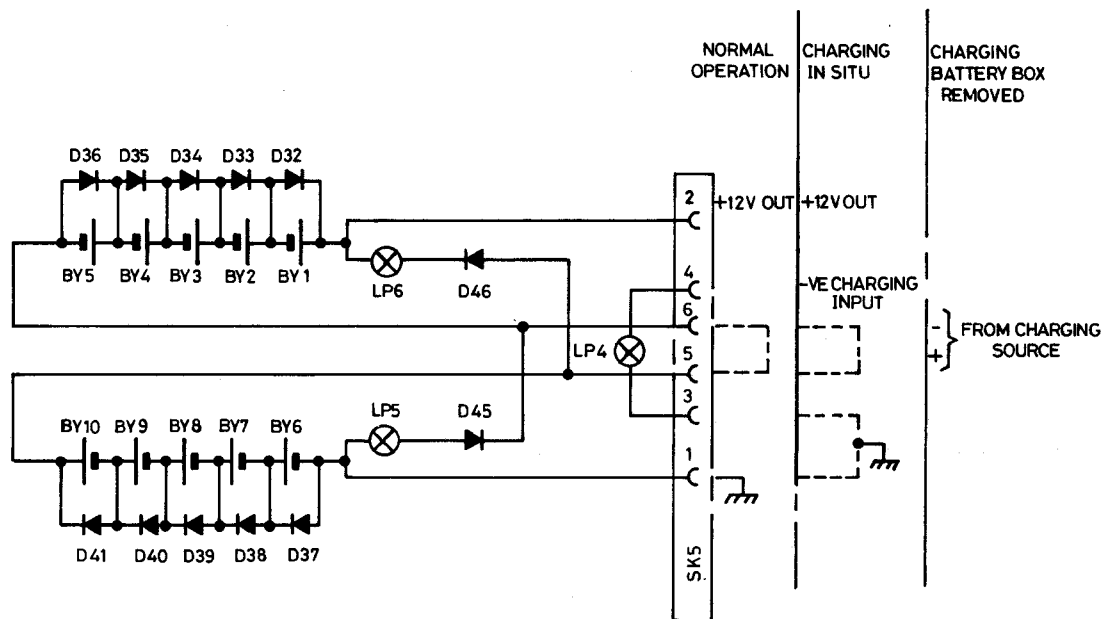 NORMAL
OPERATION
CHARGING
IN SITU
CHARGING
BATTERY BOX
REMOVED
D36 D35 D34 D33 D32
BY5 BY4 BY3 BY2 BY1
LP6 D46
2
+12V OUT
+12V OUT
4
-VE CHARGING
INPUT
6
LP4
5
-
+
FROM CHARGING
SOURCE
3
BY10 BY9 BY8 BY7 BY6
LP5 D45
1
D41 D40 D39 D38 D37
SK5